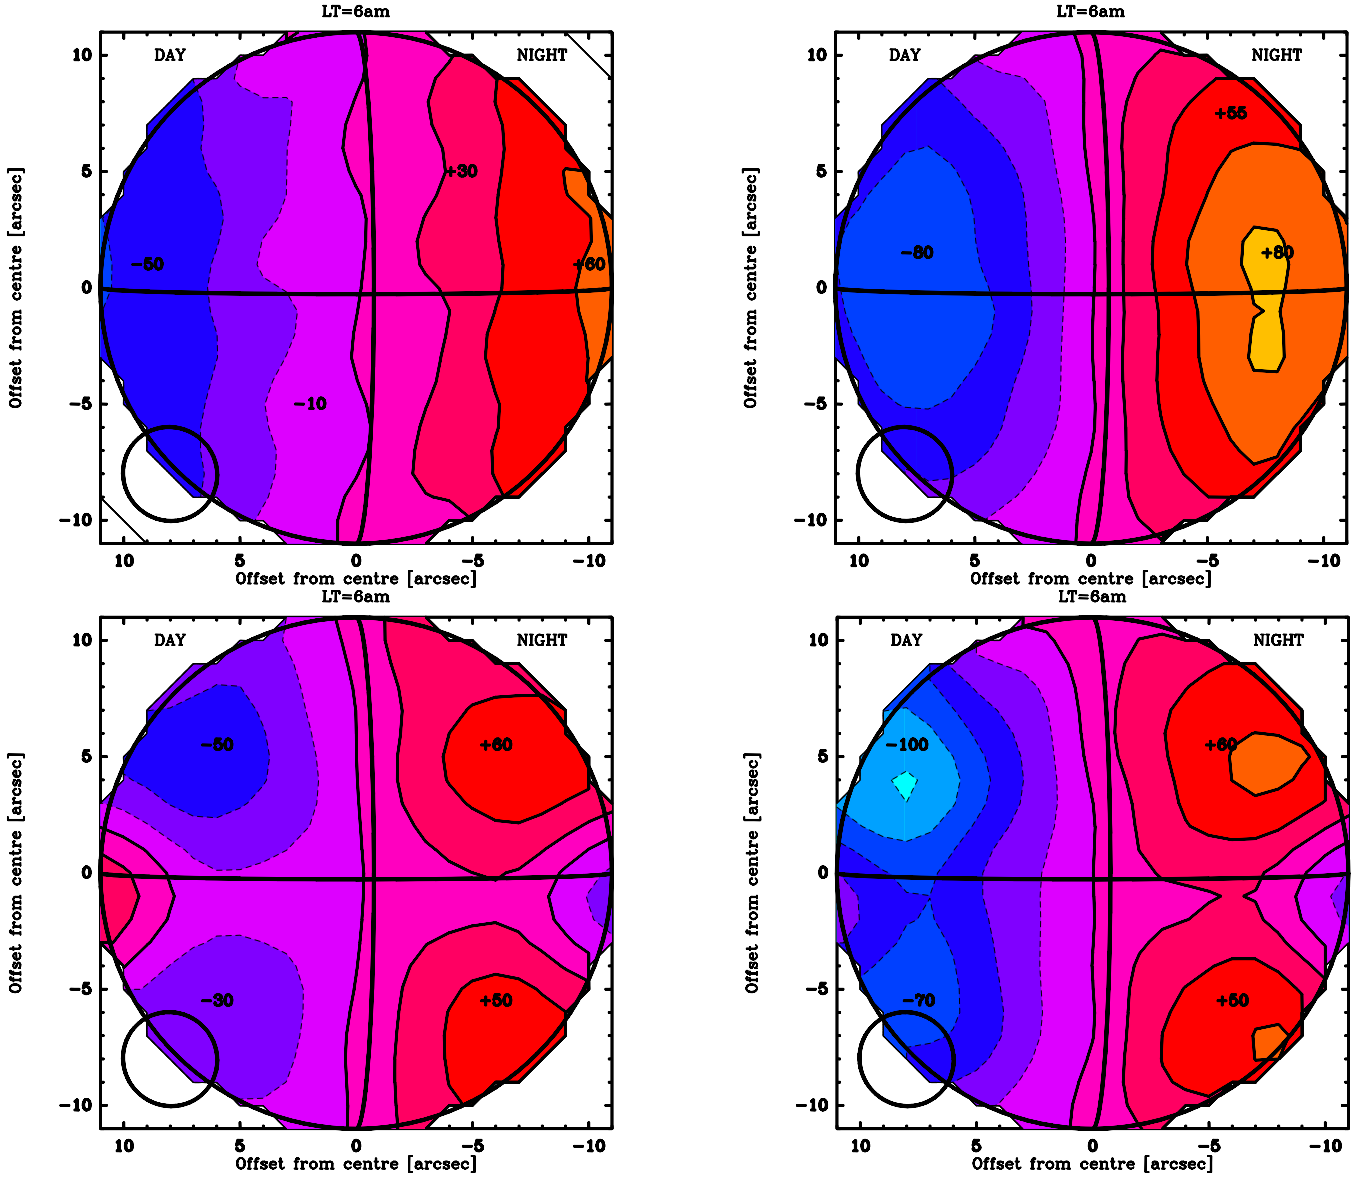 LT=6am
DAY NIGHT
10
5
0
−5
−10
Offset from centre [arcsec]
+30
−50
+60
−10
10 5 0 −5 −10
Offset from centre [arcsec]
LT=6am
DAY NIGHT
10
5
0
−5
−10
Offset from centre [arcsec]
+55
−80
+80
10 5 0 −5 −10
Offset from centre [arcsec]
LT=6am
DAY NIGHT
10
5
0
−5
−10
Offset from centre [arcsec]
−50 +60
−30 +50
10 5 0 −5 −10
Offset from centre [arcsec]
LT=6am
DAY NIGHT
10
5
0
−5
−10
Offset from centre [arcsec]
−100 +60
−70 +50
10 5 0 −5 −10
Offset from centre [arcsec]